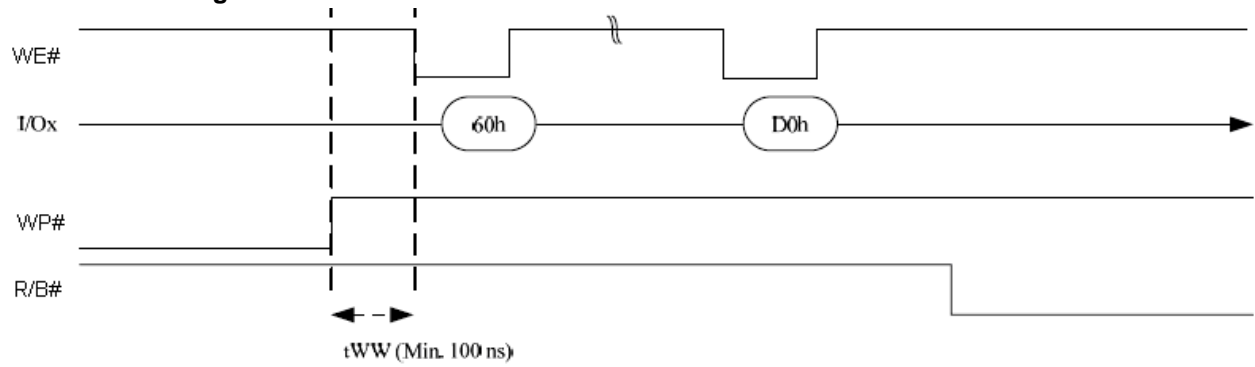 WE#
I/Ox
60h
D0h
WP#
R/B#
tWW (Min. 100 ns)